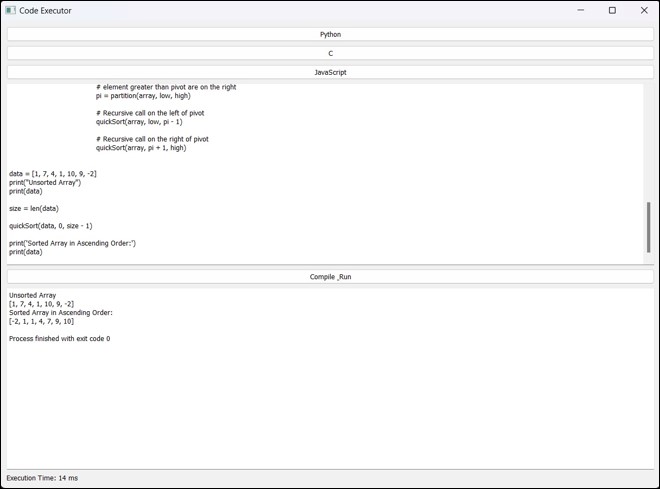 Code Executor
Python
C
JavaScript
# element greater than pivot are on the right
pi = partition(array, low, high)
# Recursive call on the left of pivot
quickSort(array, low, pi - 1)
# Recursive call on the right of pivot
quickSort(array, pi + 1, high)
data = [1, 7, 4, 1, 10, 9, -2]
print("Unsorted Array")
print(data)
size = len(data)
quickSort(data, 0, size - 1)
print('Sorted Array in Ascending Order:')
print(data)
Compile _Run
Unsorted Array
[1, 7, 4, 1, 10, 9, -2]
Sorted Array in Ascending Order:
[-2, 1, 1, 4, 7, 9, 10]
Process finished with exit code 0
Execution Time: 14 ms